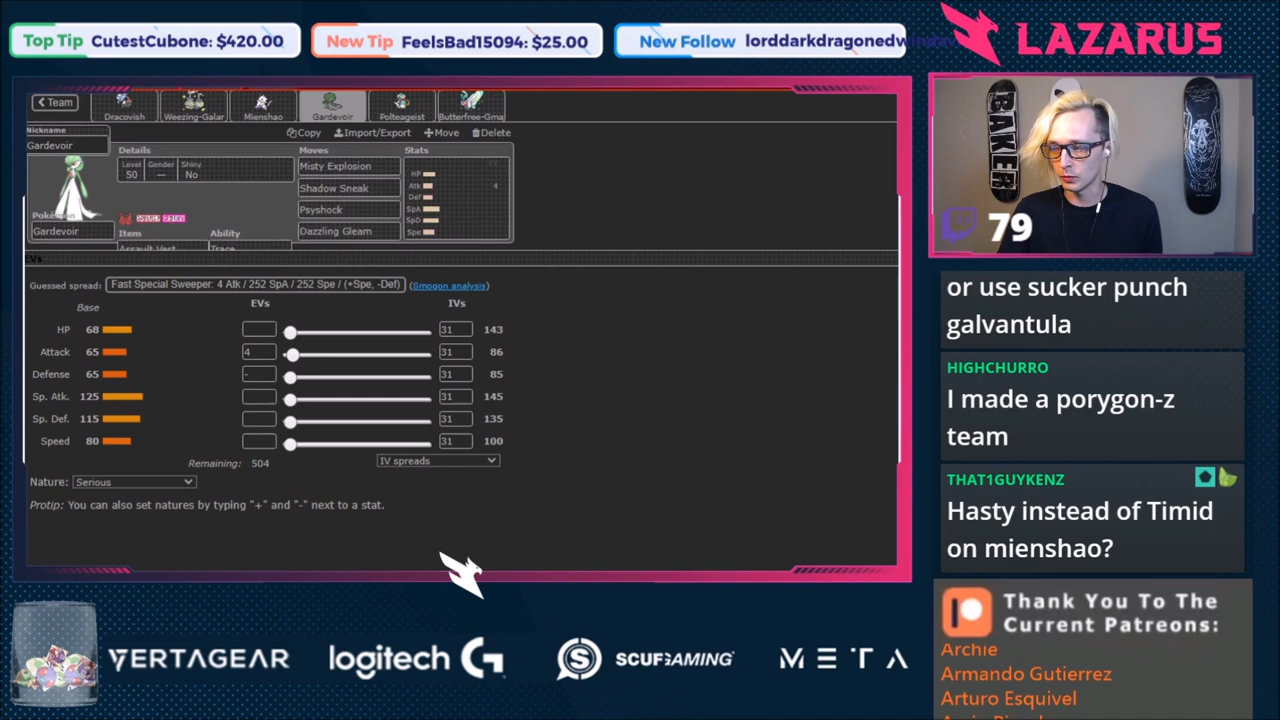 Top Tip CutestCubone: $420.00
New Tip FeelsBad15094: $25.00
New Follow lorddarkdragonedwindav
LAZARUS
Team
Dracovish
Weezing-Galar
Mienshao
Gardevoir
Polteageist
Butterfree-Gma
Nickname
Gardevoir
Copy Import/Export Move Delete
Details
Level Gender Shiny
50 — No
Moves
Misty Explosion
Shadow Sneak
Psyshock
Dazzling Gleam
Stats
HP
Atk 4
Def
SpA
SpD
Spe
Pokémon
Gardevoir
Item
Assault Vest
Ability
Trace
EVs
Guessed spread: Fast Special Sweeper: 4 Atk / 252 SpA / 252 Spe / (+Spe, -Def) (Smogon analysis)
Base EVs IVs
HP 68 31 143
Attack 65 4 31 86
Defense 65 - 31 85
Sp. Atk. 125 31 145
Sp. Def. 115 31 135
Speed 80 31 100
Remaining: 504 IV spreads
Nature: Serious
Protip: You can also set natures by typing "+" and "-" next to a stat.
BAKER
79
or use sucker punch
galvantula
HIGHCHURRO
I made a porygon-z
team
THAT1GUYKENZ
Hasty instead of Timid
on mienshao?
Thank You To The
Current Patreons:
Archie
Armando Gutierrez
Arturo Esquivel
VERTAGEAR
logitech G
S SCUFGAMING
META